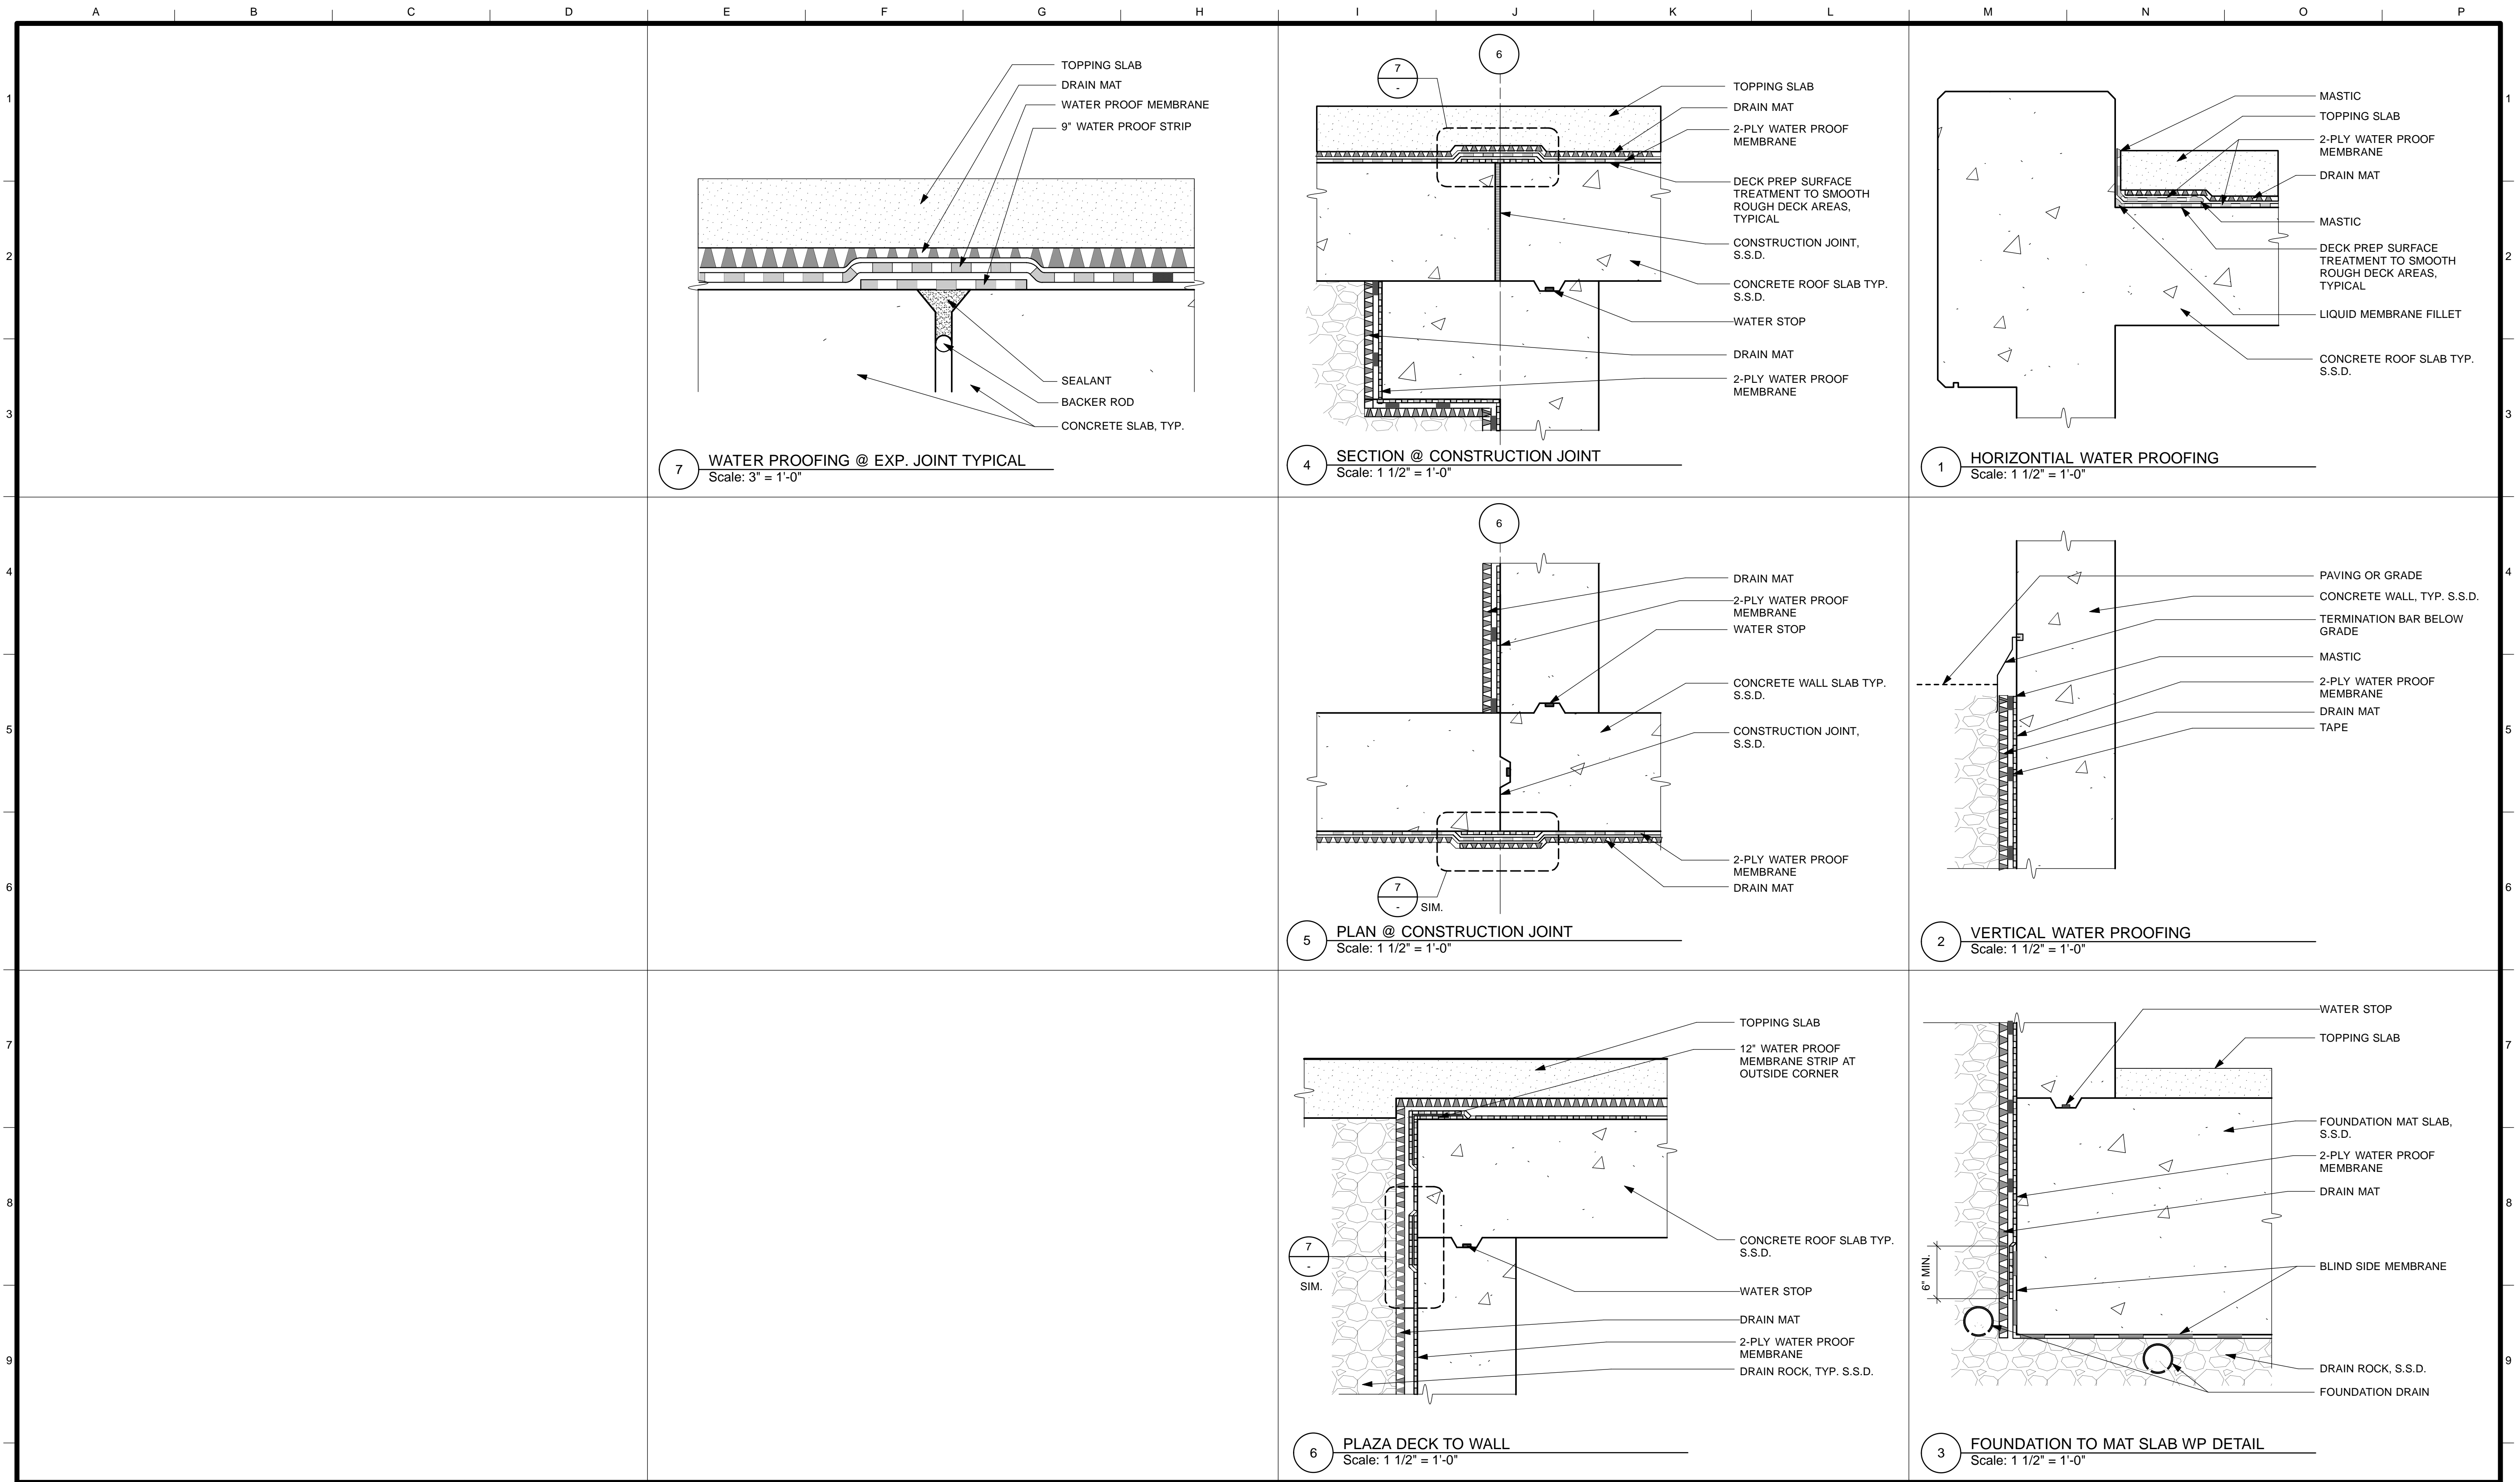 A B C D E F G H I J K L M N O P
1
2
3
4
5
6
7
8
9
TOPPING SLAB
DRAIN MAT
WATER PROOF MEMBRANE
9" WATER PROOF STRIP
SEALANT
BACKER ROD
CONCRETE SLAB, TYP.
7 WATER PROOFING @ EXP. JOINT TYPICAL
Scale: 3" = 1'-0"
6
7
-
TOPPING SLAB
DRAIN MAT
2-PLY WATER PROOF
MEMBRANE
DECK PREP SURFACE
TREATMENT TO SMOOTH
ROUGH DECK AREAS,
TYPICAL
CONSTRUCTION JOINT,
S.S.D.
CONCRETE ROOF SLAB TYP.
S.S.D.
WATER STOP
DRAIN MAT
2-PLY WATER PROOF
MEMBRANE
4 SECTION @ CONSTRUCTION JOINT
Scale: 1 1/2" = 1'-0"
MASTIC
TOPPING SLAB
2-PLY WATER PROOF
MEMBRANE
DRAIN MAT
MASTIC
DECK PREP SURFACE
TREATMENT TO SMOOTH
ROUGH DECK AREAS,
TYPICAL
LIQUID MEMBRANE FILLET
CONCRETE ROOF SLAB TYP.
S.S.D.
1 HORIZONTIAL WATER PROOFING
Scale: 1 1/2" = 1'-0"
6
DRAIN MAT
2-PLY WATER PROOF
MEMBRANE
WATER STOP
CONCRETE WALL SLAB TYP.
S.S.D.
CONSTRUCTION JOINT,
S.S.D.
2-PLY WATER PROOF
MEMBRANE
DRAIN MAT
7
-
SIM.
5 PLAN @ CONSTRUCTION JOINT
Scale: 1 1/2" = 1'-0"
PAVING OR GRADE
CONCRETE WALL, TYP. S.S.D.
TERMINATION BAR BELOW
GRADE
MASTIC
2-PLY WATER PROOF
MEMBRANE
DRAIN MAT
TAPE
2 VERTICAL WATER PROOFING
Scale: 1 1/2" = 1'-0"
TOPPING SLAB
12" WATER PROOF
MEMBRANE STRIP AT
OUTSIDE CORNER
CONCRETE ROOF SLAB TYP.
S.S.D.
7
-
SIM.
WATER STOP
DRAIN MAT
2-PLY WATER PROOF
MEMBRANE
DRAIN ROCK, TYP. S.S.D.
6 PLAZA DECK TO WALL
Scale: 1 1/2" = 1'-0"
WATER STOP
TOPPING SLAB
FOUNDATION MAT SLAB,
S.S.D.
2-PLY WATER PROOF
MEMBRANE
DRAIN MAT
6" MIN.
BLIND SIDE MEMBRANE
DRAIN ROCK, S.S.D.
FOUNDATION DRAIN
3 FOUNDATION TO MAT SLAB WP DETAIL
Scale: 1 1/2" = 1'-0"
1
2
3
4
5
6
7
8
9